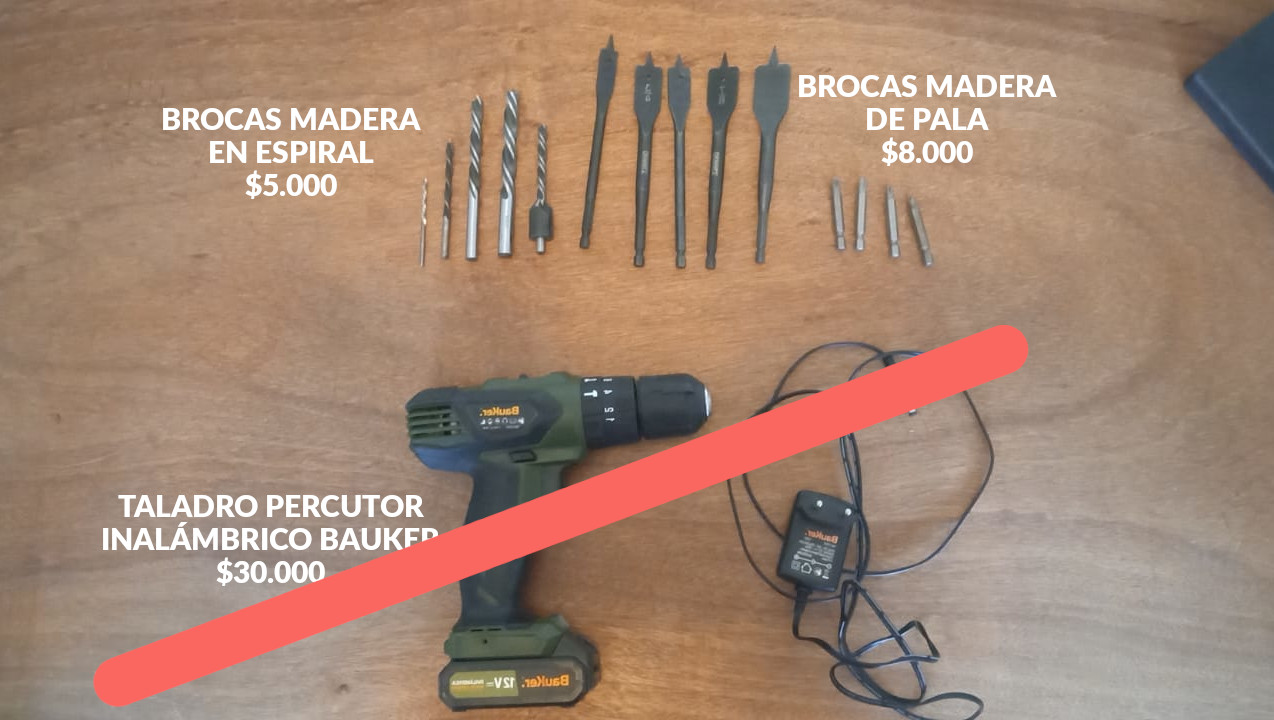 BROCAS MADERA
EN ESPIRAL
$5.000
BROCAS MADERA
DE PALA
$8.000
BauKer.
TALADRO PERCUTOR
INALÁMBRICO BAUKER
$30.000
BauKer.
12V BauKer.